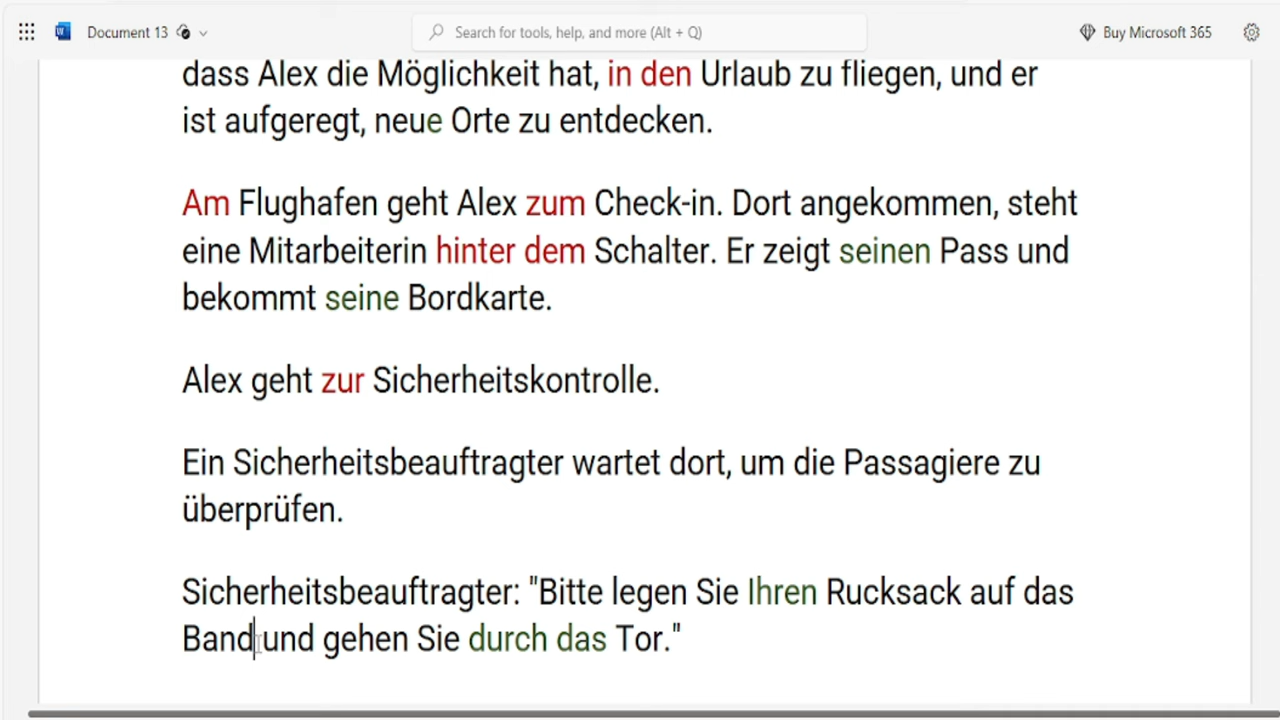 Document 13
Search for tools, help, and more (Alt + Q)
Buy Microsoft 365
dass Alex die Möglichkeit hat, in den Urlaub zu fliegen, und er
ist aufgeregt, neue Orte zu entdecken.
Am Flughafen geht Alex zum Check-in. Dort angekommen, steht
eine Mitarbeiterin hinter dem Schalter. Er zeigt seinen Pass und
bekommt seine Bordkarte.
Alex geht zur Sicherheitskontrolle.
Ein Sicherheitsbeauftragter wartet dort, um die Passagiere zu
überprüfen.
Sicherheitsbeauftragter: "Bitte legen Sie Ihren Rucksack auf das
Band und gehen Sie durch das Tor."